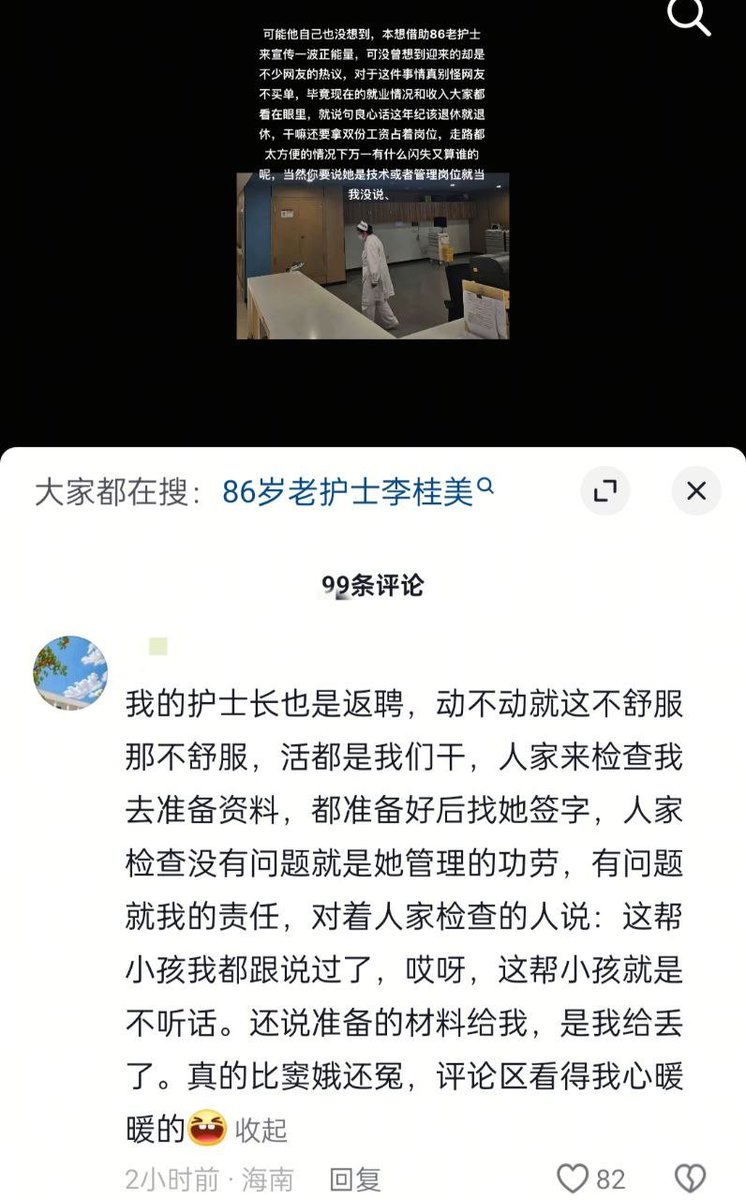 可能他自己也没想到，本想借助86老护士
来宣传一波正能量，可没曾想到迎来的却是
不少网友的热议，对于这件事情真别怪网友
不买单，毕竟现在的就业情况和收入大家都
看在眼里，就说句良心话这年纪该退休就退
休，干嘛还要拿双份工资占着岗位，走路都
太方便的情况下万一有什么闪失又算谁的
呢，当然你要说她是技术或者管理岗位就当
我没说、
大家都在搜：86岁老护士李桂美
99条评论
我的护士长也是返聘，动不动就这不舒服
那不舒服，活都是我们干，人家来检查我
去准备资料，都准备好后找她签字，人家
检查没有问题就是她管理的功劳，有问题
就我的责任，对着人家检查的人说：这帮
小孩我都跟说过了，哎呀，这帮小孩就是
不听话。还说准备的材料给我，是我给丢
了。真的比窦娥还冤，评论区看得我心暖
暖的😆 收起
2小时前 · 海南 回复 82